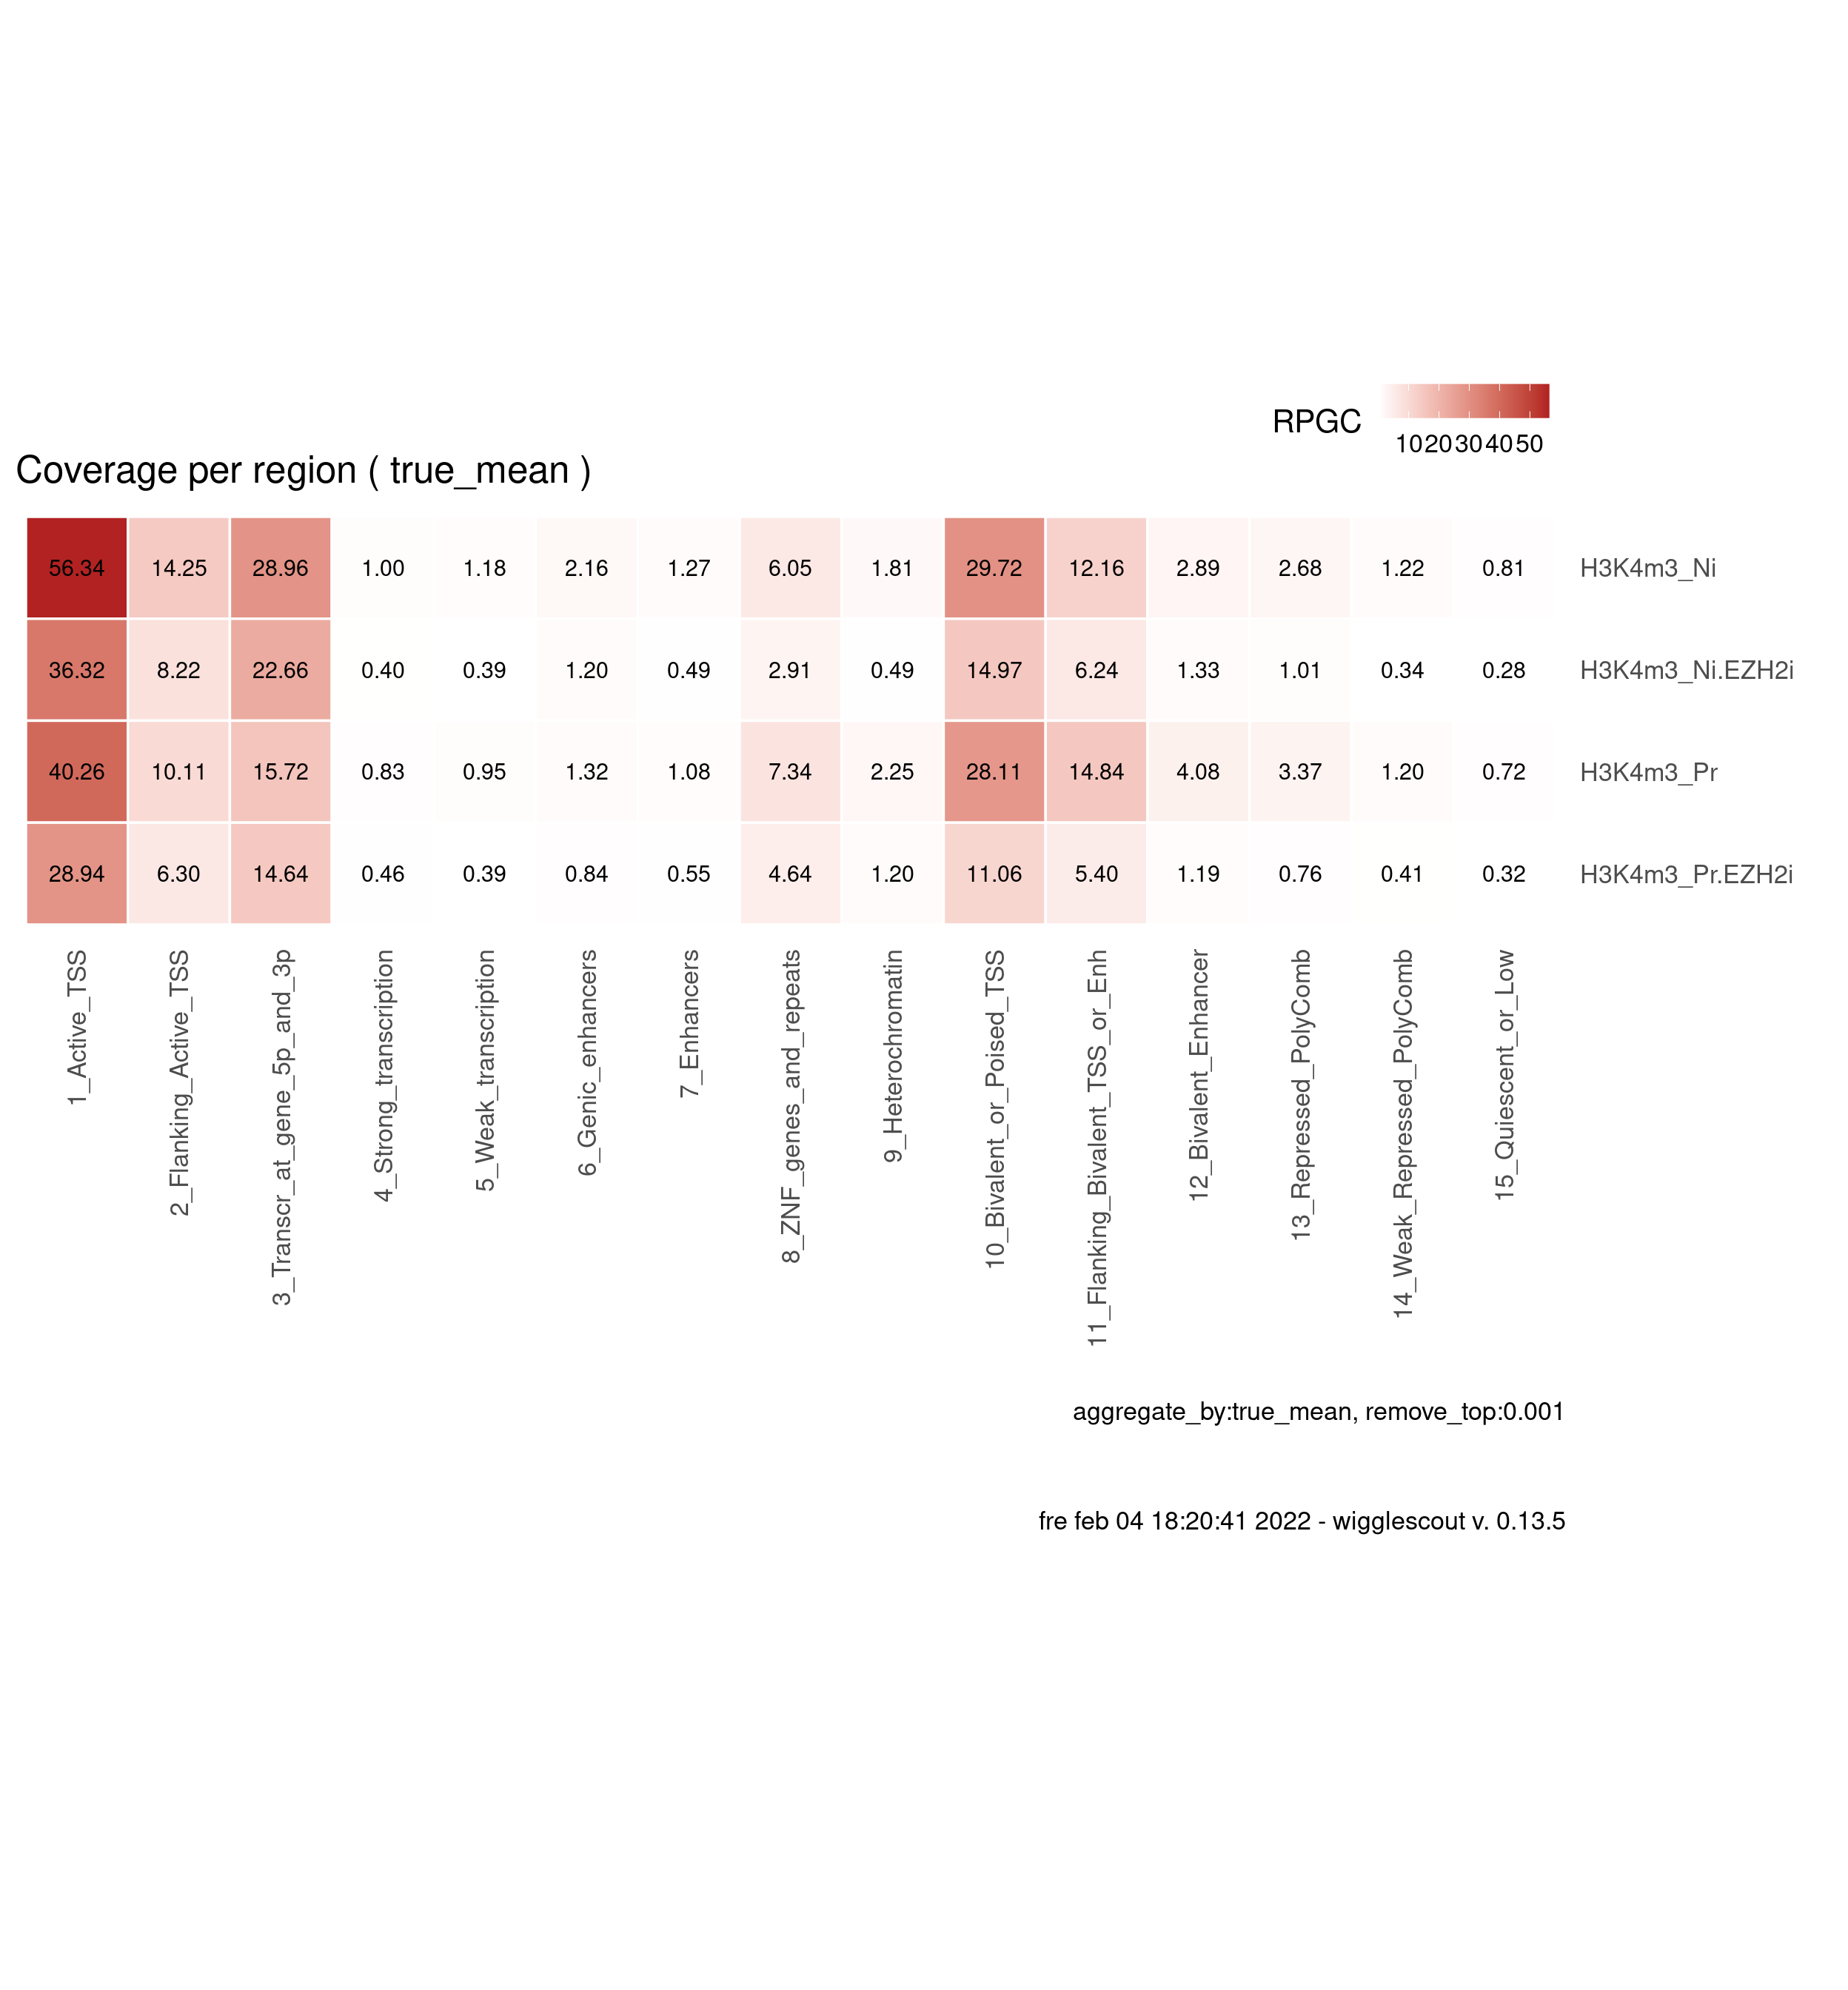 RPGC
10 20 30 40 50
Coverage per region ( true_mean )
56.34 14.25 28.96 1.00 1.18 2.16 1.27 6.05 1.81 29.72 12.16 2.89 2.68 1.22 0.81 H3K4m3_Ni
36.32 8.22 22.66 0.40 0.39 1.20 0.49 2.91 0.49 14.97 6.24 1.33 1.01 0.34 0.28 H3K4m3_Ni.EZH2i
40.26 10.11 15.72 0.83 0.95 1.32 1.08 7.34 2.25 28.11 14.84 4.08 3.37 1.20 0.72 H3K4m3_Pr
28.94 6.30 14.64 0.46 0.39 0.84 0.55 4.64 1.20 11.06 5.40 1.19 0.76 0.41 0.32 H3K4m3_Pr.EZH2i
1_Active_TSS
2_Flanking_Active_TSS
3_Transcr_at_gene_5p_and_3p
4_Strong_transcription
5_Weak_transcription
6_Genic_enhancers
7_Enhancers
8_ZNF_genes_and_repeats
9_Heterochromatin
10_Bivalent_or_Poised_TSS
11_Flanking_Bivalent_TSS_or_Enh
12_Bivalent_Enhancer
13_Repressed_PolyComb
14_Weak_Repressed_PolyComb
15_Quiescent_or_Low
aggregate_by:true_mean, remove_top:0.001
fre feb 04 18:20:41 2022 - wigglescout v. 0.13.5